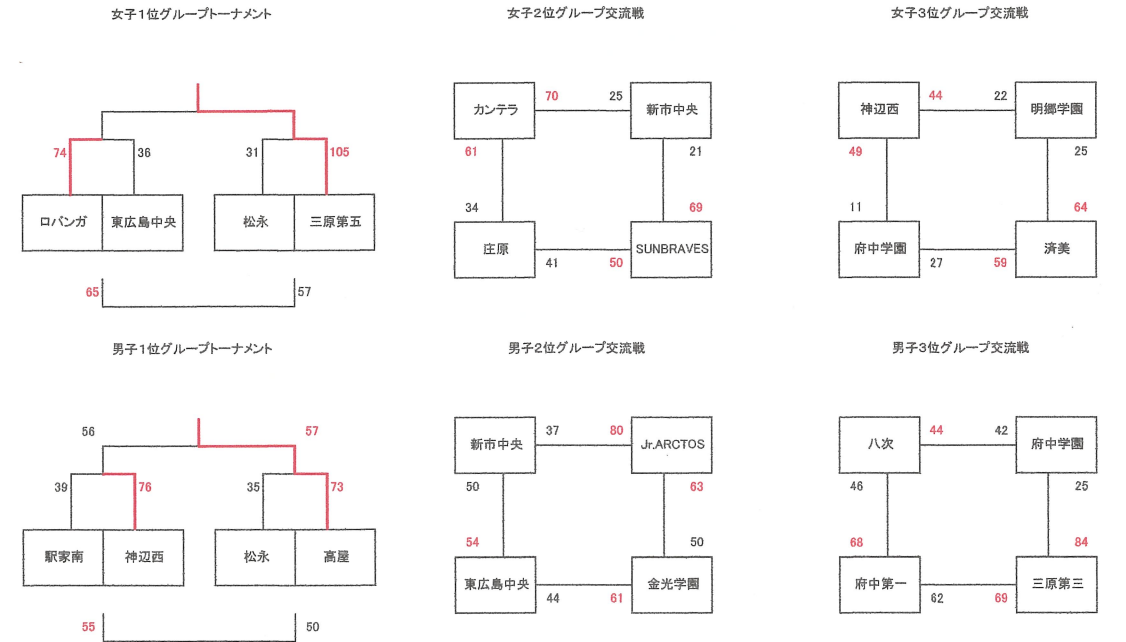 女子1位グループトーナメント
女子2位グループ交流戦
女子3位グループ交流戦
74
36
31
105
ロバンガ
東広島中央
松永
三原第五
65
57
カンテラ
70
25
新市中央
61
21
34
69
庄原
41
50
SUNBRAVES
神辺西
44
22
明郷学園
49
25
11
64
府中学園
27
59
済美
男子1位グループトーナメント
男子2位グループ交流戦
男子3位グループ交流戦
56
57
39
76
35
73
駅家南
神辺西
松永
高屋
55
50
新市中央
37
80
Jr.ARCTOS
50
63
54
50
東広島中央
44
61
金光学園
八次
44
42
府中学園
46
25
68
84
府中第一
62
69
三原第三